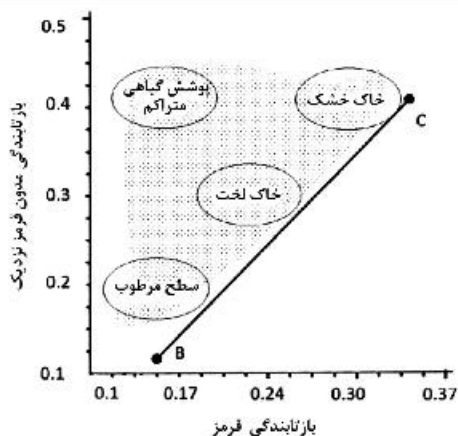 0.5
0.4
0.3
0.2
0.1
بازتابندگی مدون قرمز نزدیک
پوشش گیاهی
متراکم
خاک خشک
C
خاک لخت
سطح مرطوب
B
0.1 0.17 0.24 0.30 0.37
بازتابندگی قرمز